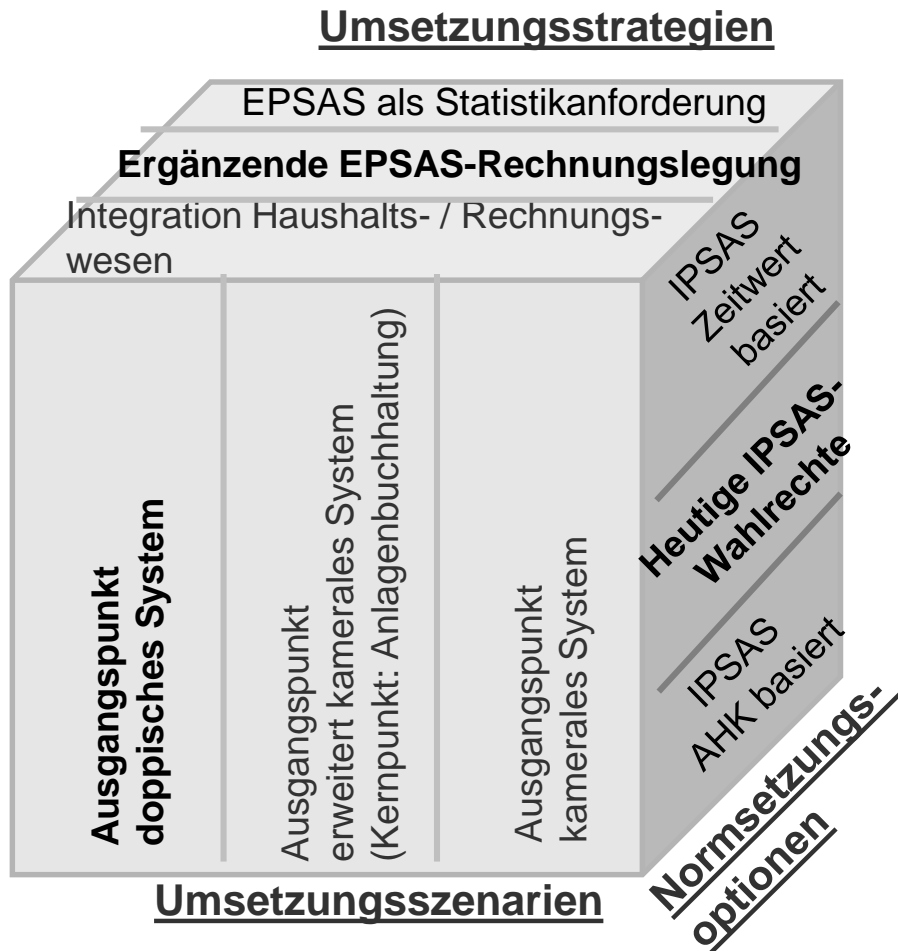 Umsetzungsstrategien
EPSAS als Statistikanforderung
Ergänzende EPSAS-Rechnungslegung
Integration Haushalts- / Rechnungs-
wesen
IPSAS
Zeitwert
basiert
Heutige IPSAS-
Wahlrechte
IPSAS
AHK basiert
Ausgangspunkt
doppisches System
Ausgangspunkt
erweitert kamerales System
(Kernpunkt: Anlagenbuchhaltung)
Ausgangspunkt
kamerales System
Umsetzungsszenarien
Normsetzungs-
optionen